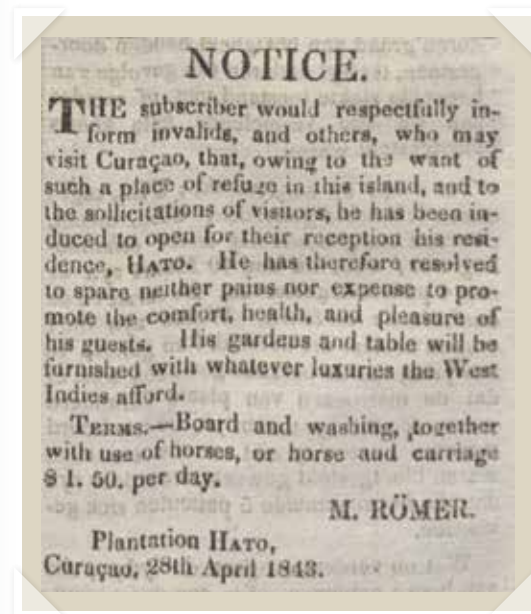 NOTICE.
THE subscriber would respectfully in-
form invalids, and others, who may
visit Curaçao, that, owing to the want of
such a place of refuge in this island, and to
the sollicitations of visitors, he has been in-
duced to open for their reception his resi-
dence, HATO. He has therefore resolved
to spare neither pains nor expense to pro-
mote the comfort, health, and pleasure of
his guests. His gardens and table will be
furnished with whatever luxuries the West
Indies afford.
TERMS.—Board and washing, together
with use of horses, or horse and carriage
$ 1. 50. per day.
M. RÖMER.
Plantation HATO,
Curaçao, 28th April 1843.